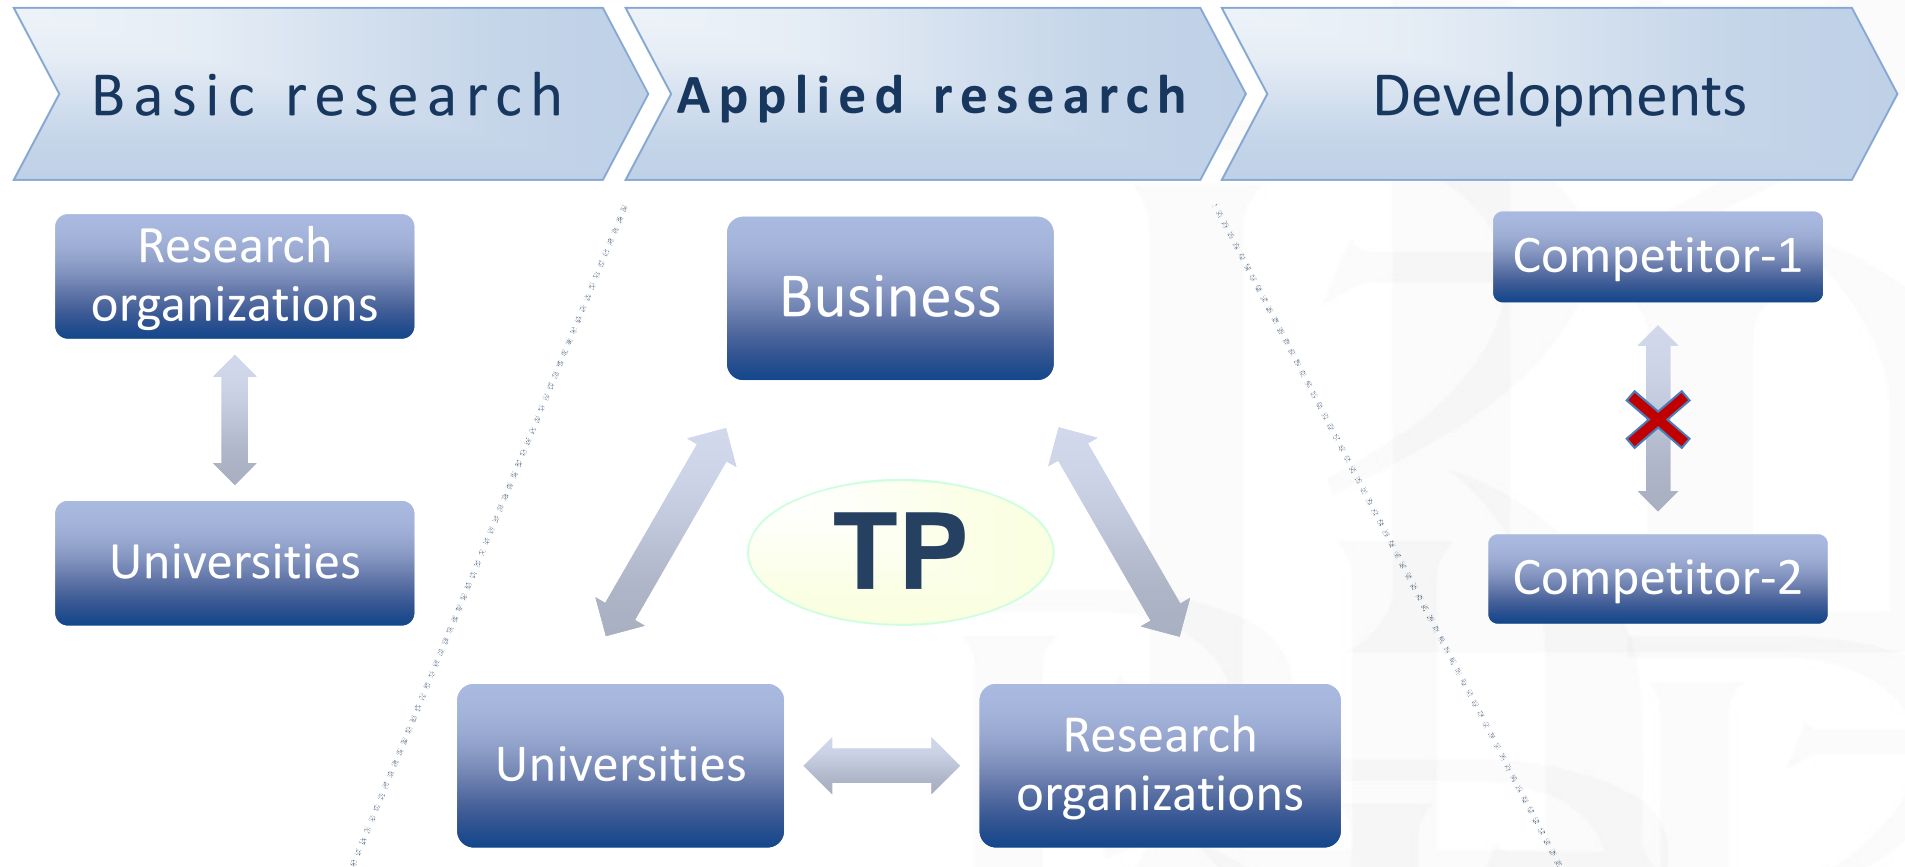 Basic research
Applied research
Developments
Research
organizations
Universities
Business
TP
Universities
Research
organizations
Competitor-1
Competitor-2